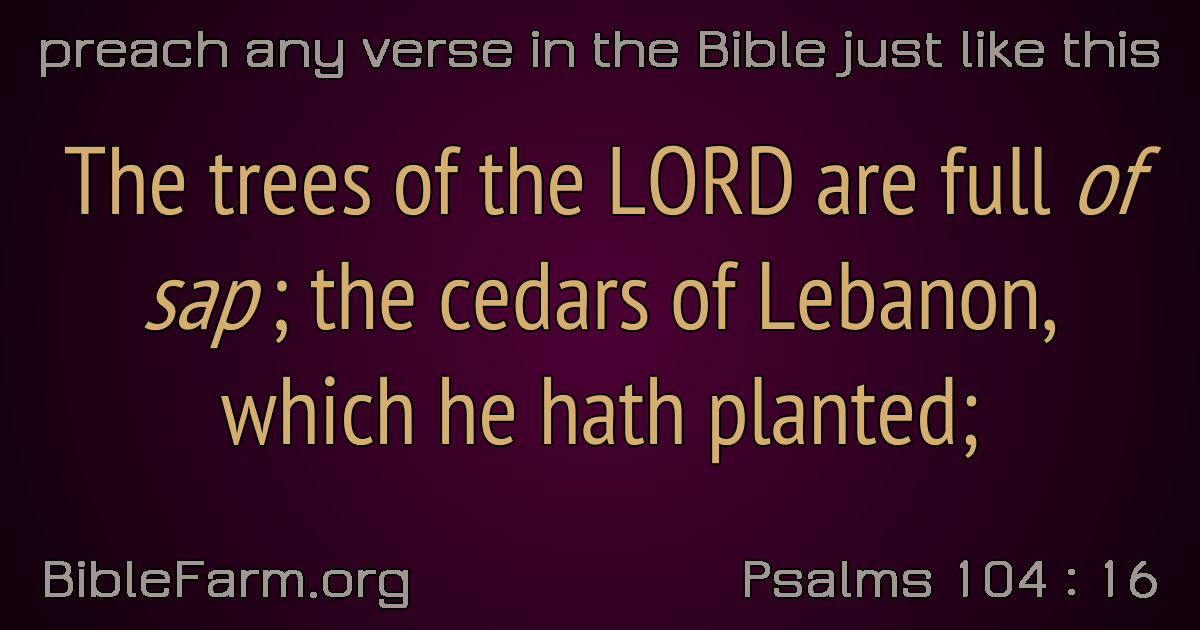 preach any verse in the Bible just like this
The trees of the LORD are full of
sap ; the cedars of Lebanon,
which he hath planted;
BibleFarm.org
Psalms 104 : 16